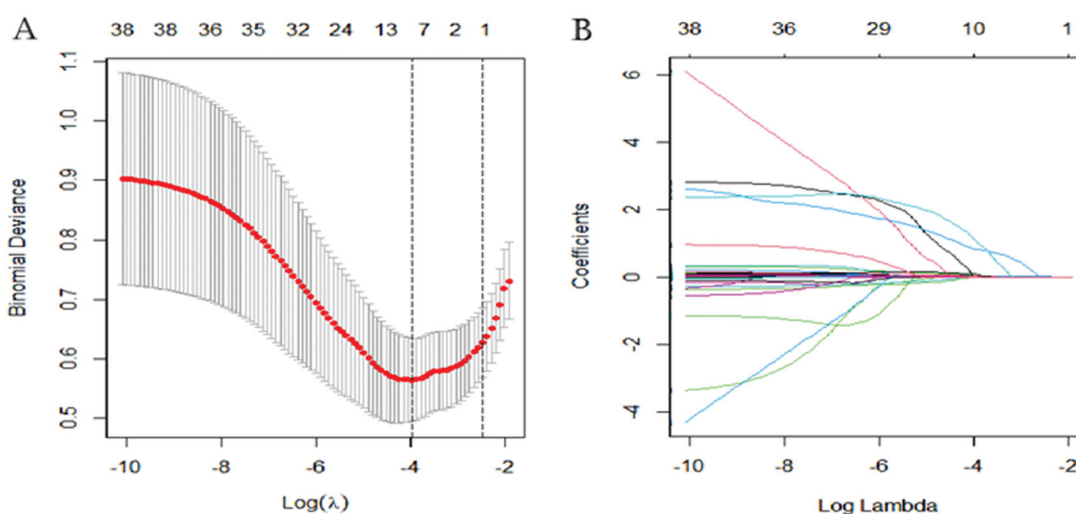 A
38 38 36 35 32 24 13 7 2 1
Binomial Deviance
1.1
1.0
0.9
0.8
0.7
0.6
0.5
-10 -8 -6 -4 -2
Log(λ)
B
38 36 29 10 1
Coefficients
6
4
2
0
-2
-4
-10 -8 -6 -4 -2
Log Lambda